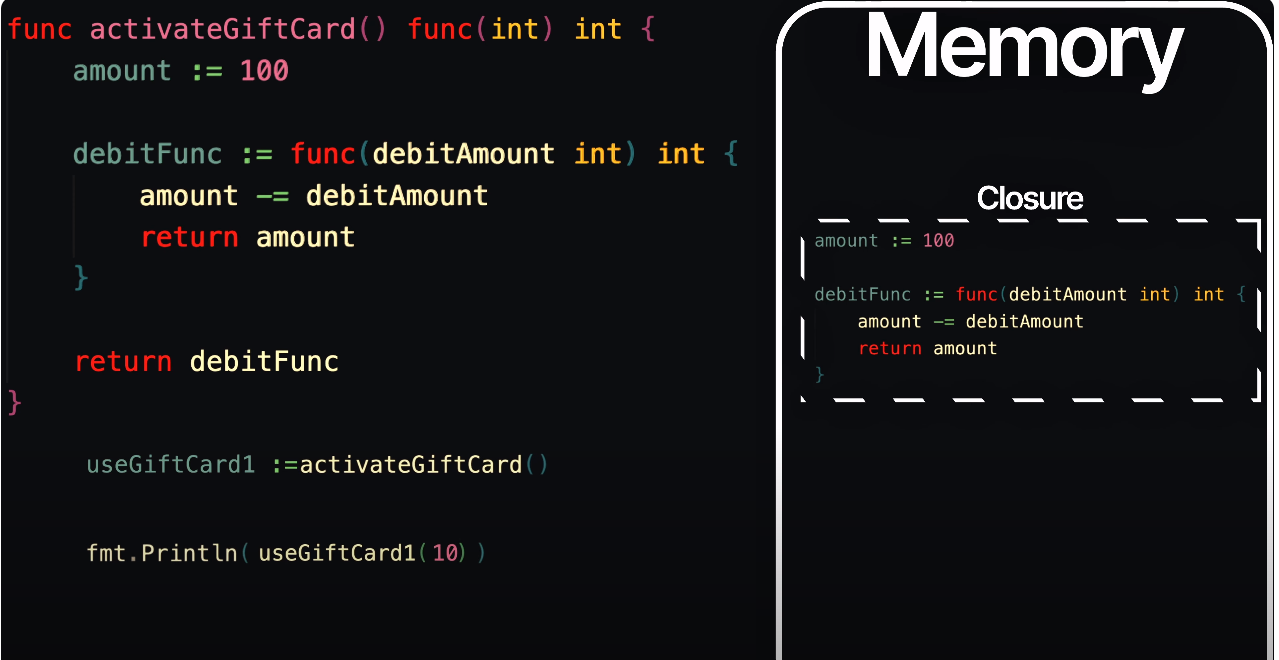 func activateGiftCard() func(int) int {
amount := 100
debitFunc := func(debitAmount int) int {
amount -= debitAmount
return amount
}
return debitFunc
}
useGiftCard1 :=activateGiftCard()
fmt.Println( useGiftCard1(10) )
Memory
Closure
amount := 100
debitFunc := func(debitAmount int) int {
amount -= debitAmount
return amount
}